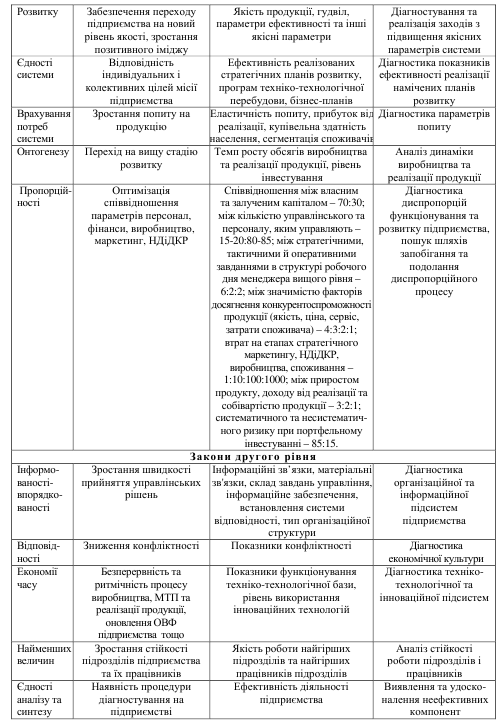 Розвитку
Забезпечення переходу
підприємства на новий
рівень якості, зростання
позитивного іміджу
Якість продукції, гудвіл,
параметри ефективності та інші
якісні параметри
Діагностування та
реалізація заходів з
підвищення якісних
параметрів системи
Єдності
системи
Відповідність
індивідуальних і
колективних цілей місії
підприємства
Ефективність реалізованих
стратегічних планів розвитку,
програм техніко-технологічної
перебудови, бізнес-планів
Діагностика показників
ефективності реалізації
намічених планів
розвитку
Врахування
потреб
системи
Зростання попиту на
продукцію
Еластичність попиту, прибуток від
реалізації, купівельна здатність
населення, сегментація споживачів
Діагностика параметрів
попиту
Онтогенезу
Перехід на вищу стадію
розвитку
Темп росту обсягів виробництва
та реалізації продукції, рівень
інвестування
Аналіз динаміки
виробництва та
реалізації продукції
Пропорцій-
ності
Оптимізація
співвідношення
параметрів персонал,
фінанси, виробництво,
маркетинг, НДіДКР
Співвідношення між власним
та залученим капіталом – 70:30;
між кількістю управлінського та
персоналу, яким управляють –
15-20:80-85; між стратегічними,
тактичними й оперативними
завданнями в структурі робочого
дня менеджера вищого рівня –
6:2:2; між значимістю факторів
досягнення конкурентоспроможності
продукції (якість, ціна, сервіс,
затрати споживача) – 4:3:2:1;
втрат на етапах стратегічного
маркетингу, НДіДКР,
виробництва, споживання –
1:10:100:1000; між приростом
продукту, доходу від реалізації та
собівартістю продукції – 3:2:1;
систематичного та несистематич-
ного ризику при портфельному
інвестуванні – 85:15.
Діагностика
диспропорцій
функціонування та
розвитку підприємства,
пошук шляхів
запобігання та
подолання
диспропорційного
процесу
Закони другого рівня
Інформо-
ваності-
впорядко-
ваності
Зростання швидкості
прийняття управлінських
рішень
Інформаційні зв’язки, матеріальні
зв'язки, склад завдань управління,
інформаційне забезпечення,
встановлення системи
відповідності, тип організаційної
структури
Діагностика
організаційної та
інформаційної
підсистем
підприємства
Відповід-
ності
Зниження конфліктності
Показники конфліктності
Діагностика
економічної культури
Економії
часу
Безперервність та
ритмічність процесу
виробництва, МТП та
реалізації продукції,
оновлення ОВФ
підприємства тощо
Показники функціонування
техніко-технологічної бази,
рівень використання
інноваційних технологій
Діагностика техніко-
технологічної та
інноваційної підсистем
Найменших
величин
Зростання стійкості
підрозділів підприємства
та їх працівників
Якість роботи найгірших
підрозділів та найгірших
працівників підрозділів
Аналіз стійкості
роботи підрозділів і
працівників
Єдності
аналізу та
синтезу
Наявність процедури
діагностування на
підприємстві
Ефективність діяльності
підприємства
Виявлення та удоско-
налення неефективних
компонент